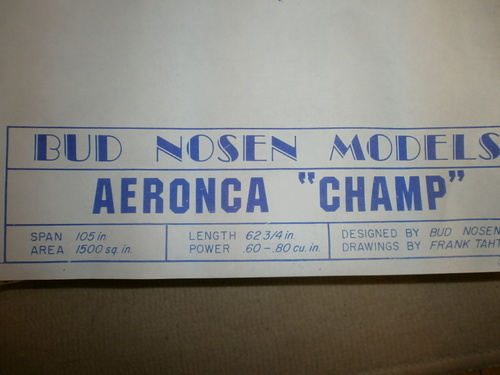 BUD NOSEN MODELS
AERONCA "CHAMP"
SPAN 105 in.
AREA 1500 sq. in.
LENGTH 62 3/4 in.
POWER .60-.80 cu. in.
DESIGNED BY BUD NOSEN
DRAWINGS BY FRANK TAHT